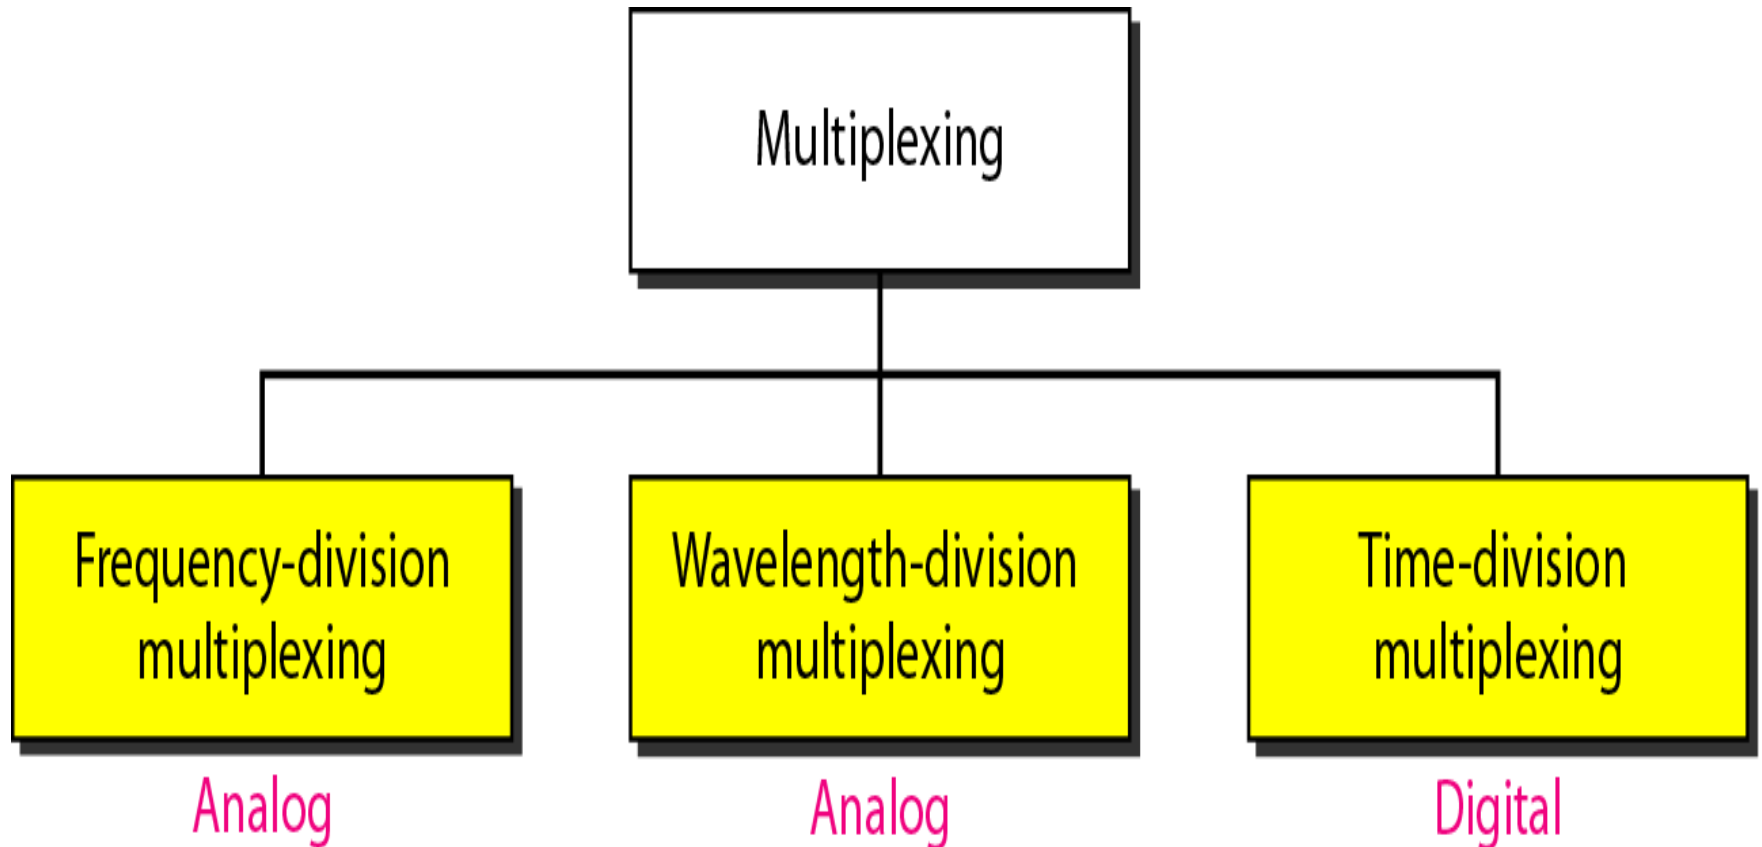 Multiplexing
Frequency-division
multiplexing
Wavelength-division
multiplexing
Time-division
multiplexing
Analog
Analog
Digital